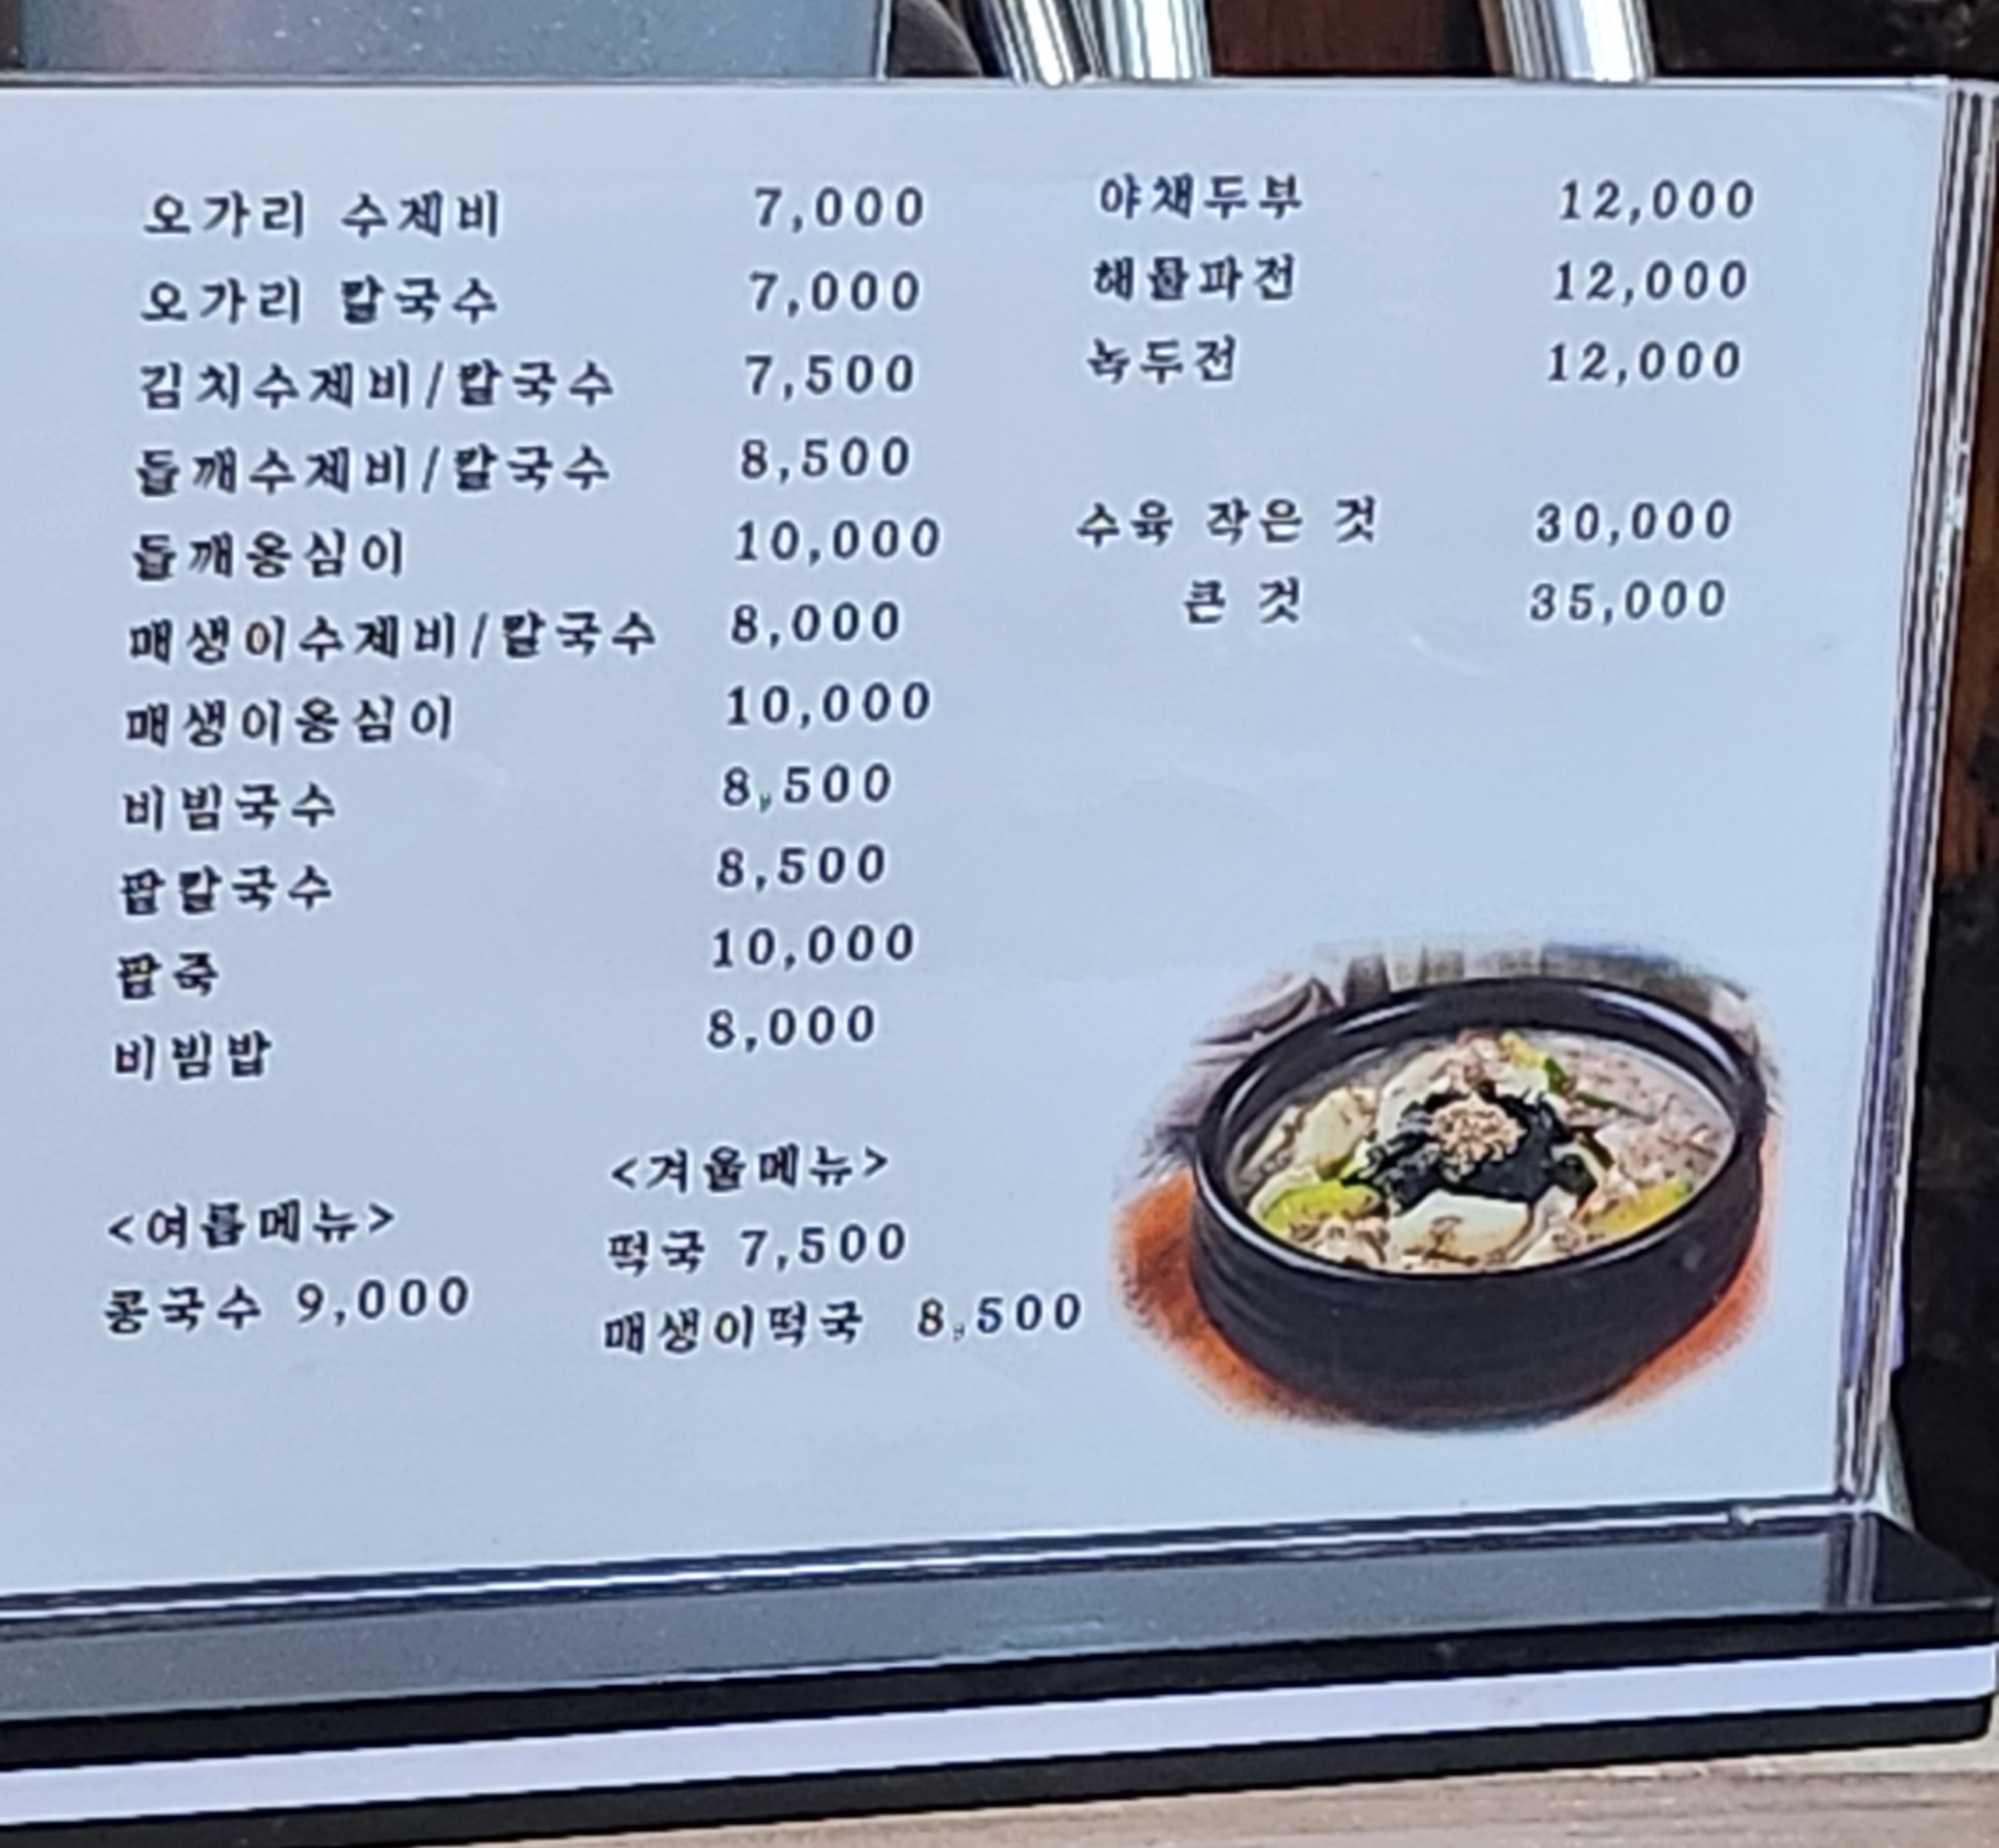 오가리 수제비 7,000
오가리 칼국수 7,000
김치수제비/칼국수 7,500
들깨수제비/칼국수 8,500
들깨옹심이 10,000
매생이수제비/칼국수 8,000
매생이옹심이 10,000
비빔국수 8,500
팥칼국수 8,500
팥죽 10,000
비빔밥 8,000
<여름메뉴>
콩국수 9,000
<겨울메뉴>
떡국 7,500
매생이떡국 8,500
야채두부 12,000
해물파전 12,000
녹두전 12,000
수육 작은 것 30,000
큰 것 35,000